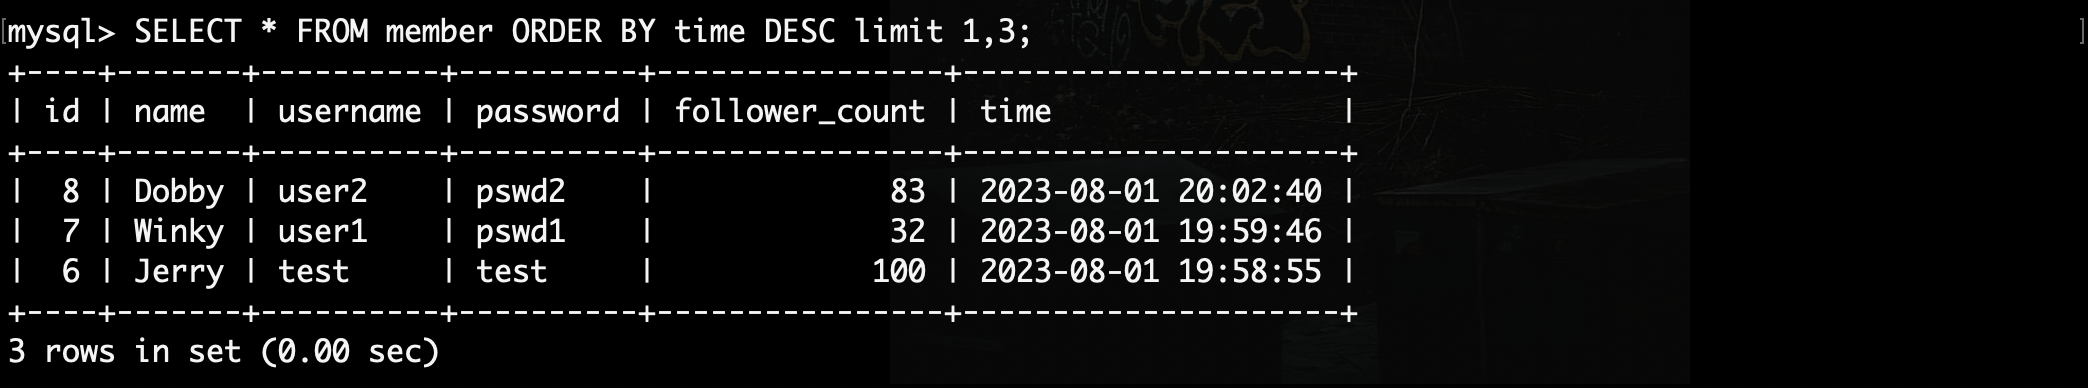 [mysql> SELECT * FROM member ORDER BY time DESC limit 1,3; ]
+----+-------+----------+----------+----------------+---------------------+
| id | name  | username | password | follower_count | time                |
+----+-------+----------+----------+----------------+---------------------+
|  8 | Dobby | user2    | pswd2    |             83 | 2023-08-01 20:02:40 |
|  7 | Winky | user1    | pswd1    |             32 | 2023-08-01 19:59:46 |
|  6 | Jerry | test     | test     |            100 | 2023-08-01 19:58:55 |
+----+-------+----------+----------+----------------+---------------------+
3 rows in set (0.00 sec)